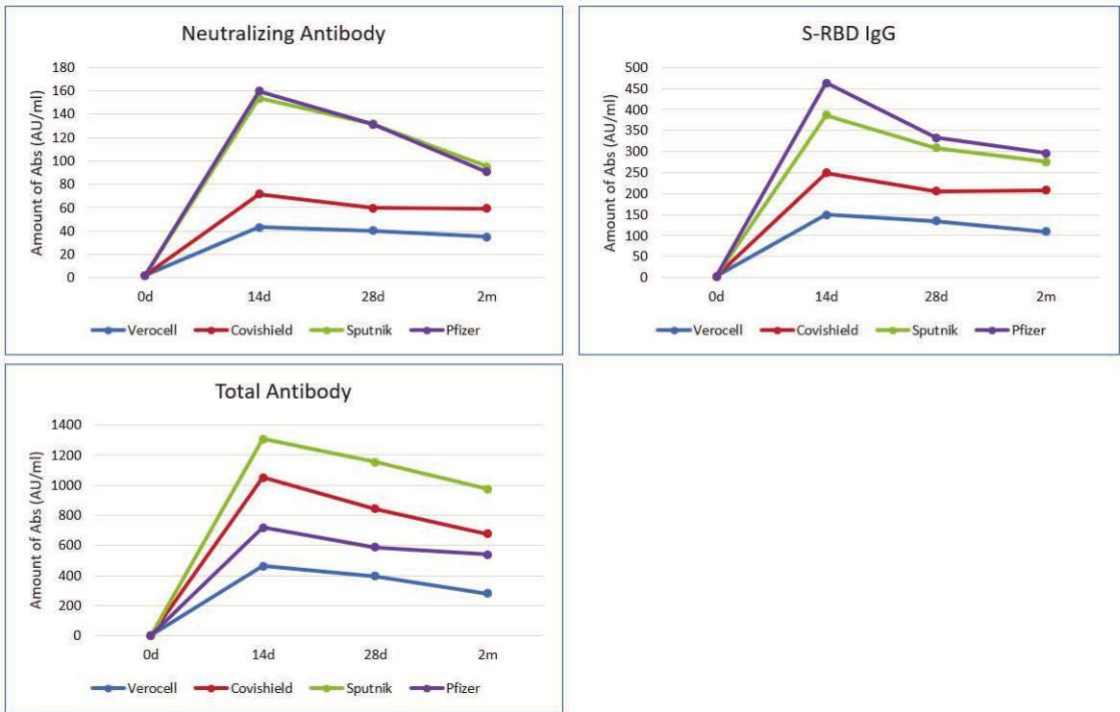 Neutralizing Antibody
Amount of Abs (AU/ml)
180
160
140
120
100
80
60
40
20
0
0d 14d 28d 2m
Verocell Covishield Sputnik Pfizer
S-RBD IgG
Amount of Abs (AU/ml)
500
450
400
350
300
250
200
150
100
50
0
0d 14d 28d 2m
Verocell Covishield Sputnik Pfizer
Total Antibody
Amount of Abs (AU/ml)
1400
1200
1000
800
600
400
200
0
0d 14d 28d 2m
Verocell Covishield Sputnik Pfizer